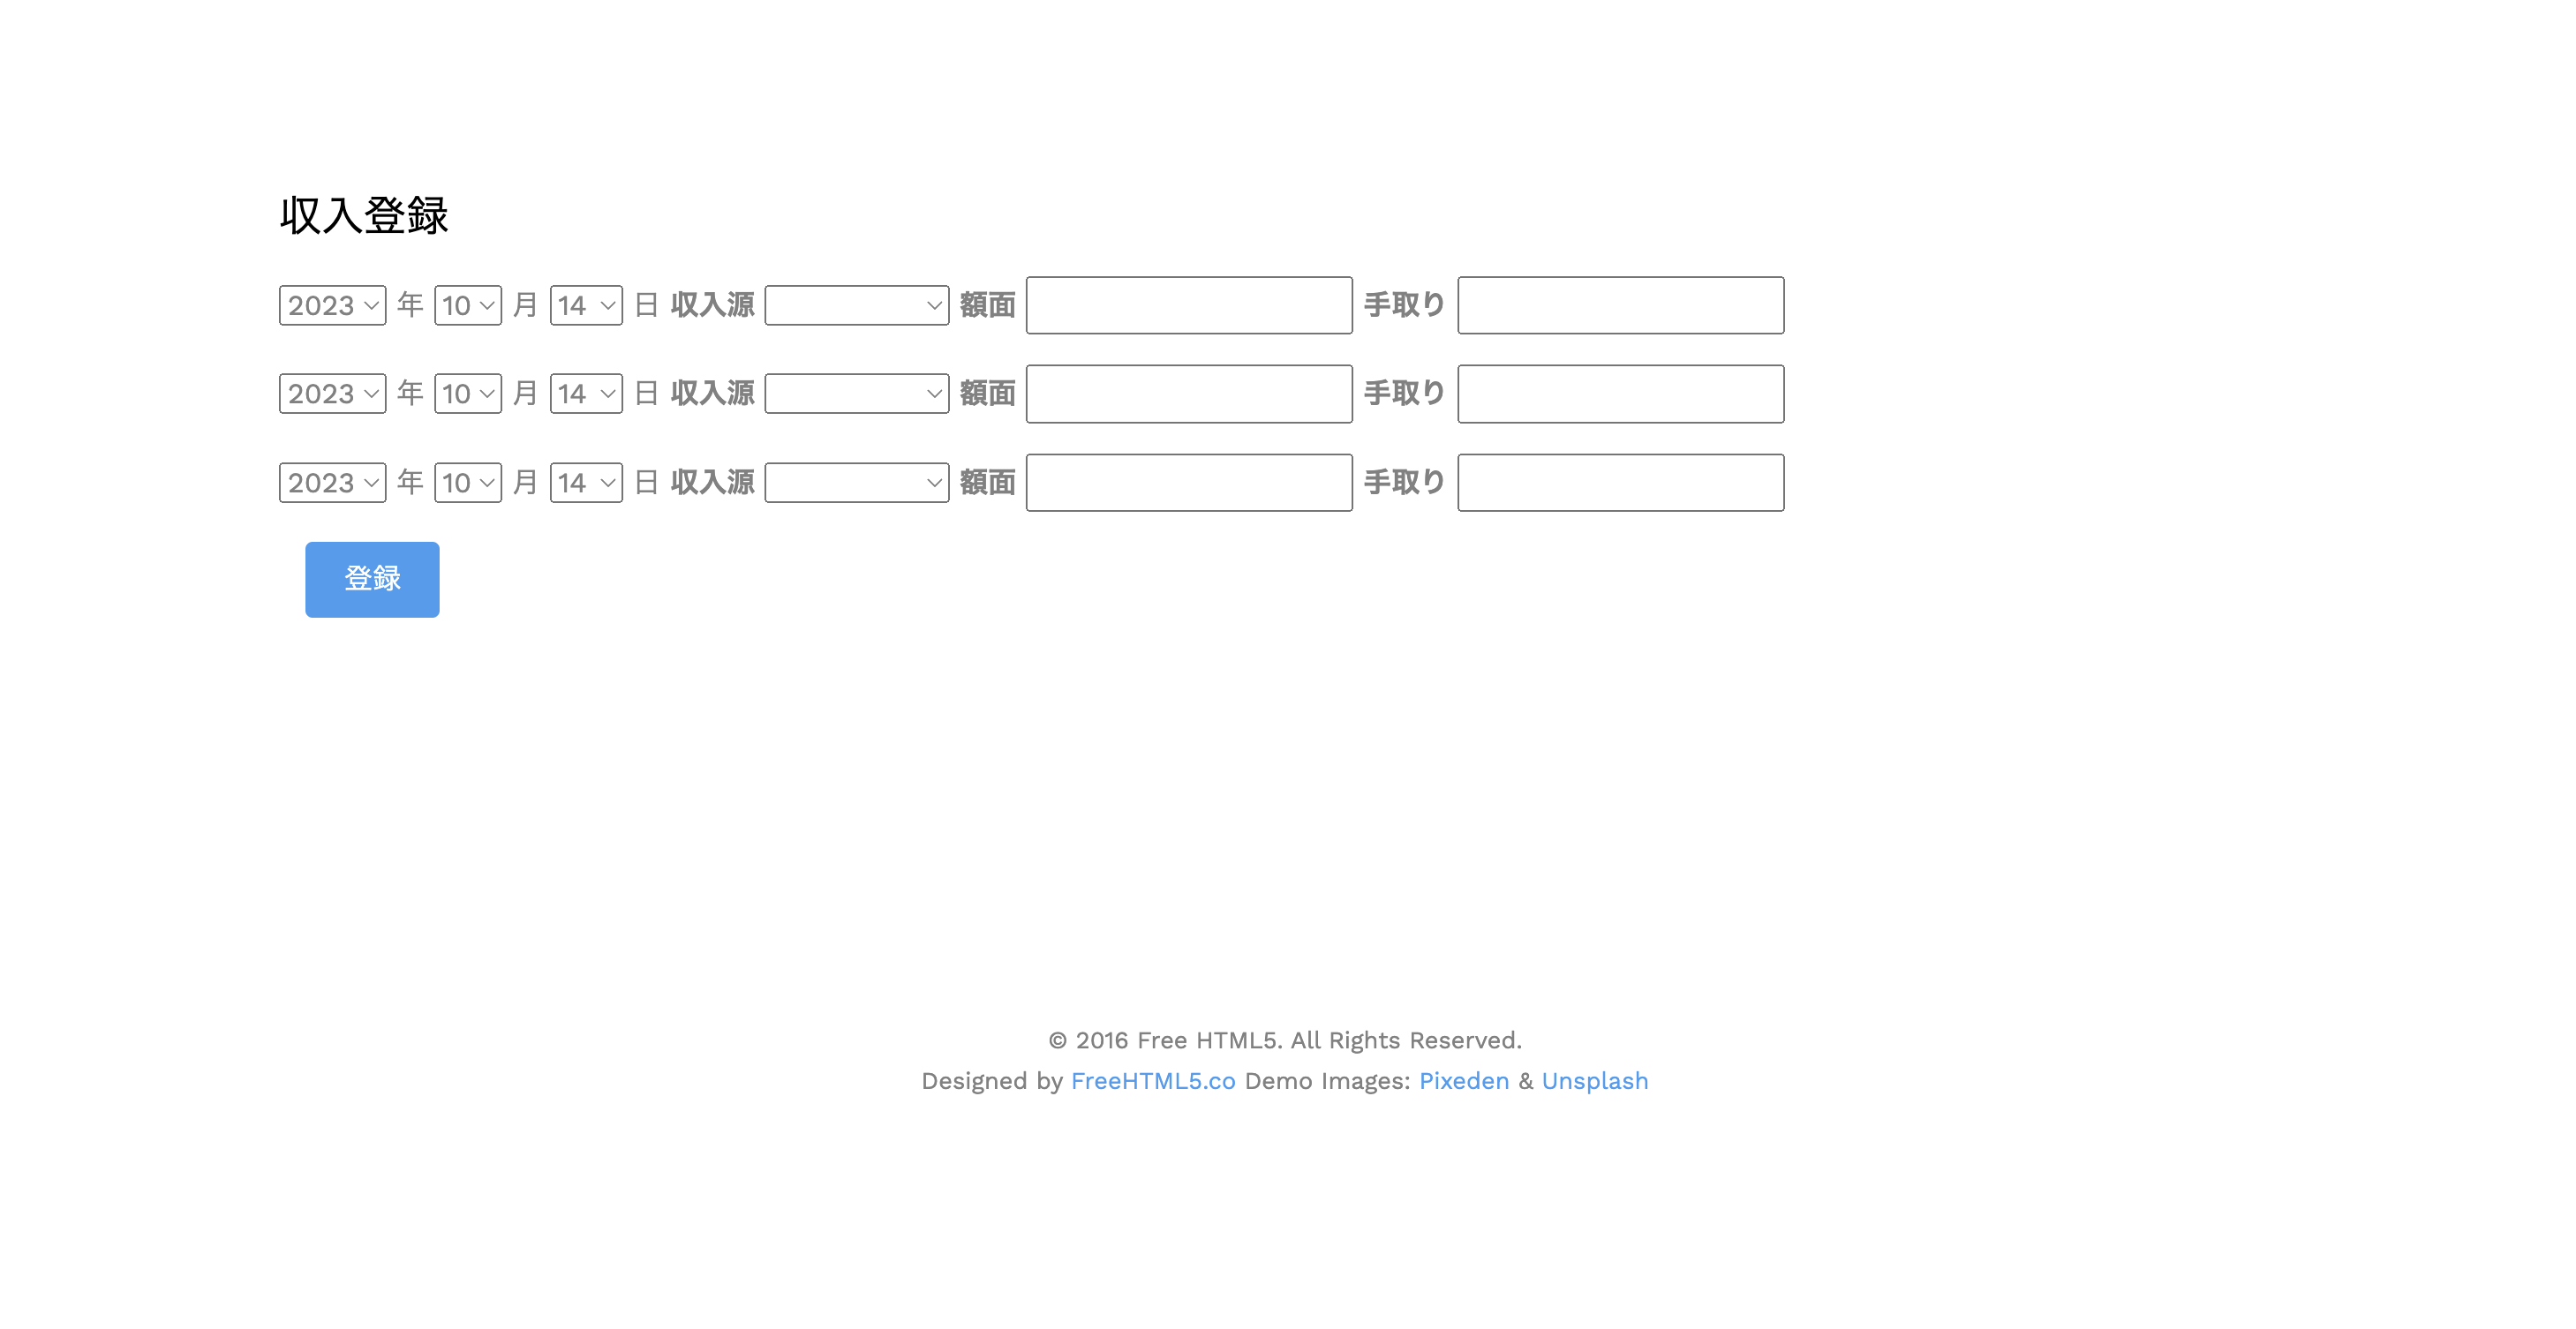 収入登録
2023 年 10 月 14 日 収入源 額面 手取り
2023 年 10 月 14 日 収入源 額面 手取り
2023 年 10 月 14 日 収入源 額面 手取り
登録
© 2016 Free HTML5. All Rights Reserved.
Designed by FreeHTML5.co Demo Images: Pixeden & Unsplash